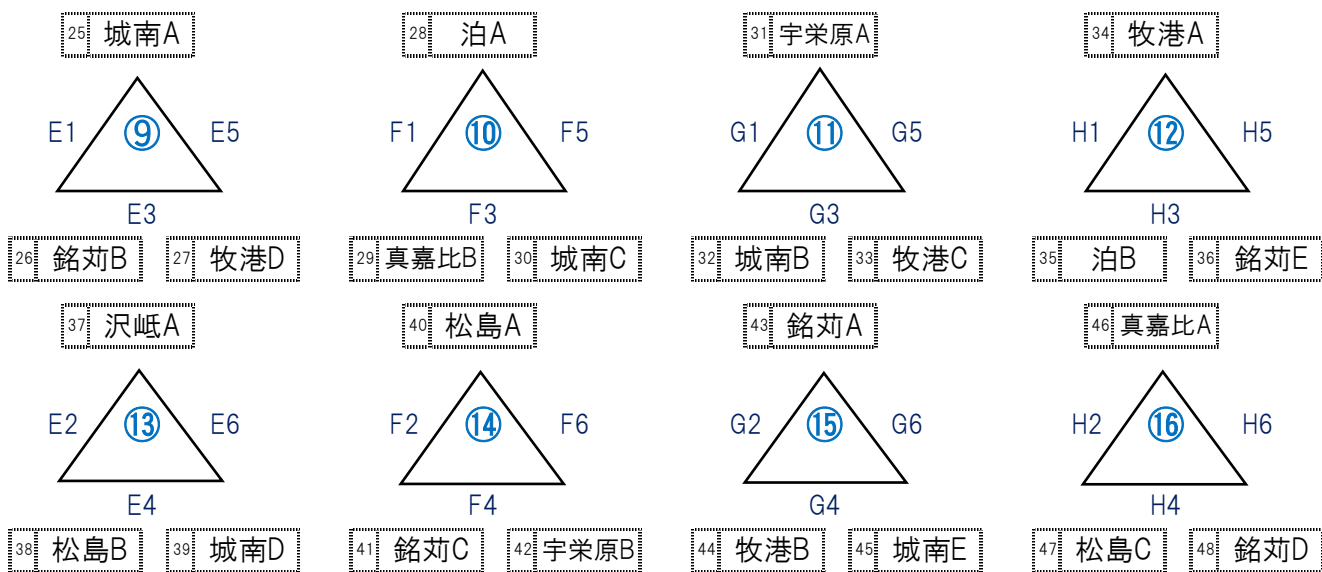 25 城南A 28 泊A 31 宇栄原A 34 牧港A
E1 ⑨ E5 F1 ⑩ F5 G1 ⑪ G5 H1 ⑫ H5
E3 F3 G3 H3
26 銘苅B 27 牧港D 29 真嘉比B 30 城南C 32 城南B 33 牧港C 35 泊B 36 銘苅E
37 沢岻A 40 松島A 43 銘苅A 46 真嘉比A
E2 ⑬ E6 F2 ⑭ F6 G2 ⑮ G6 H2 ⑯ H6
E4 F4 G4 H4
38 松島B 39 城南D 41 銘苅C 42 宇栄原B 44 牧港B 45 城南E 47 松島C 48 銘苅D